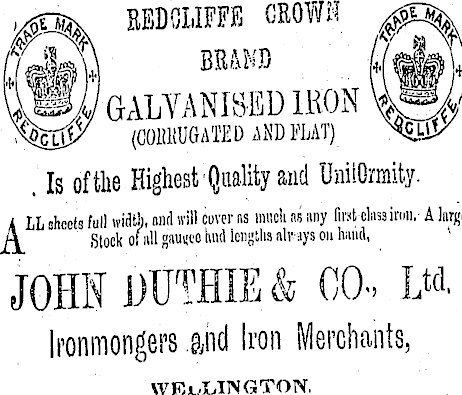 REDCLIFFE CROWN
BRAND
GALVANISED IRON
(CORRUGATED AND FLAT)
TRADE MARK
REDCLIFFE
TRADE MARK
REDCLIFFE
Is of the Highest Quality and Uniformity.
ALL sheets full width, and will cover as much as any first-class iron. A larg
Stock of all gauges and lengths always on hand,
JOHN DUTHIE & CO., Ltd.
Ironmongers and Iron Merchants,
WELLINGTON.